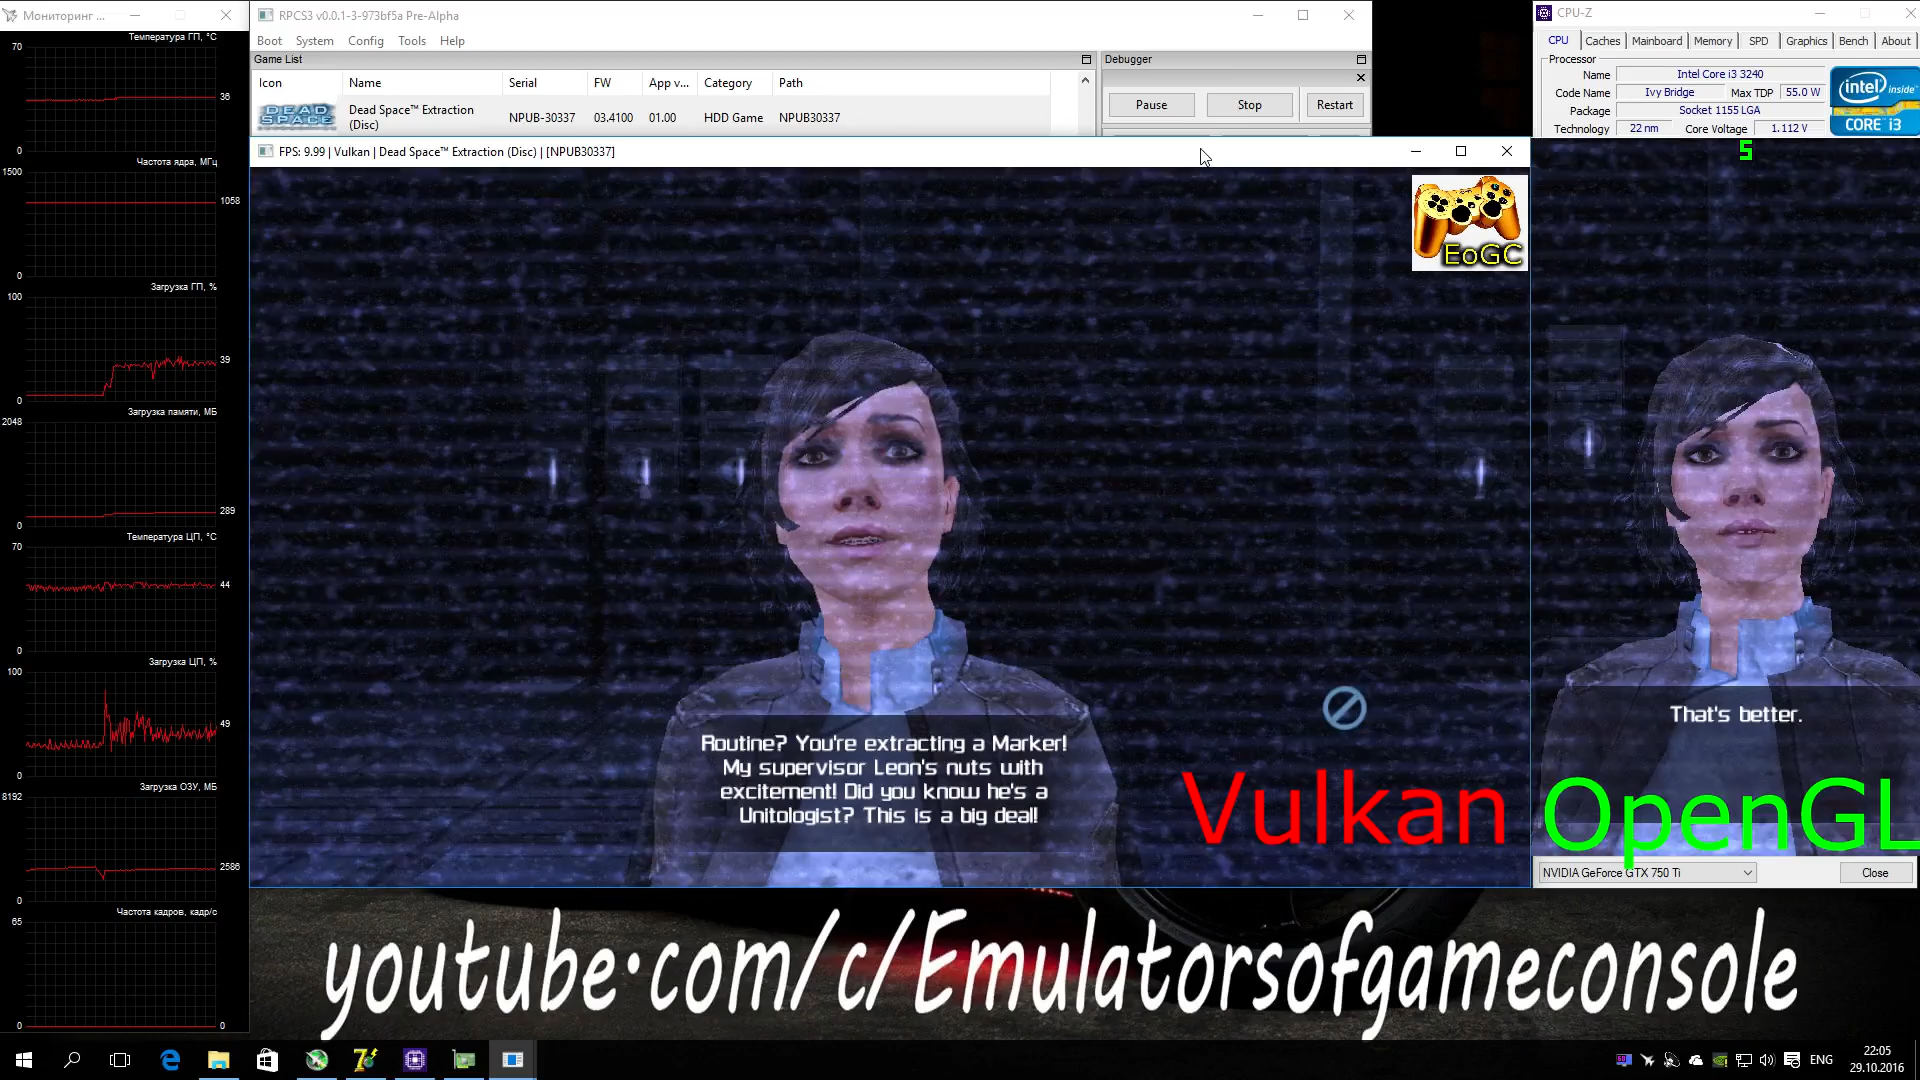 Мониторинг ...
Температура ГП, °C
70
36
0
Частота ядра, МГц
1500
1058
0
Загрузка ГП, %
100
39
0
Загрузка памяти, МБ
2048
289
0
Температура ЦП, °C
70
44
0
Загрузка ЦП, %
100
49
0
Загрузка ОЗУ, МБ
8192
2586
0
Частота кадров, кадр/с
65
0
0
RPCS3 v0.0.1-3-973bf5a Pre-Alpha
Boot System Config Tools Help
Game List
Icon Name Serial FW App v... Category Path
DEAD SPACE
Dead Space™ Extraction
(Disc)
NPUB-30337 03.4100 01.00 HDD Game NPUB30337
Debugger
Pause Stop Restart
CPU-Z
CPU Caches Mainboard Memory SPD Graphics Bench About
Processor
Name Intel Core i3 3240
Code Name Ivy Bridge Max TDP 55.0 W
Package Socket 1155 LGA
Technology 22 nm Core Voltage 1.112 V
intel inside™
CORE i3
5
FPS: 9.99 | Vulkan | Dead Space™ Extraction (Disc) | [NPUB30337]
EoGC
Routine? You're extracting a Marker!
My supervisor Leon's nuts with
excitement! Did you know he's a
Unitologist? This is a big deal!
Vulkan
That's better.
OpenGL
NVIDIA GeForce GTX 750 Ti
Close
youtube.com/c/Emulatorsofgameconsole
ENG
22:05
29.10.2016